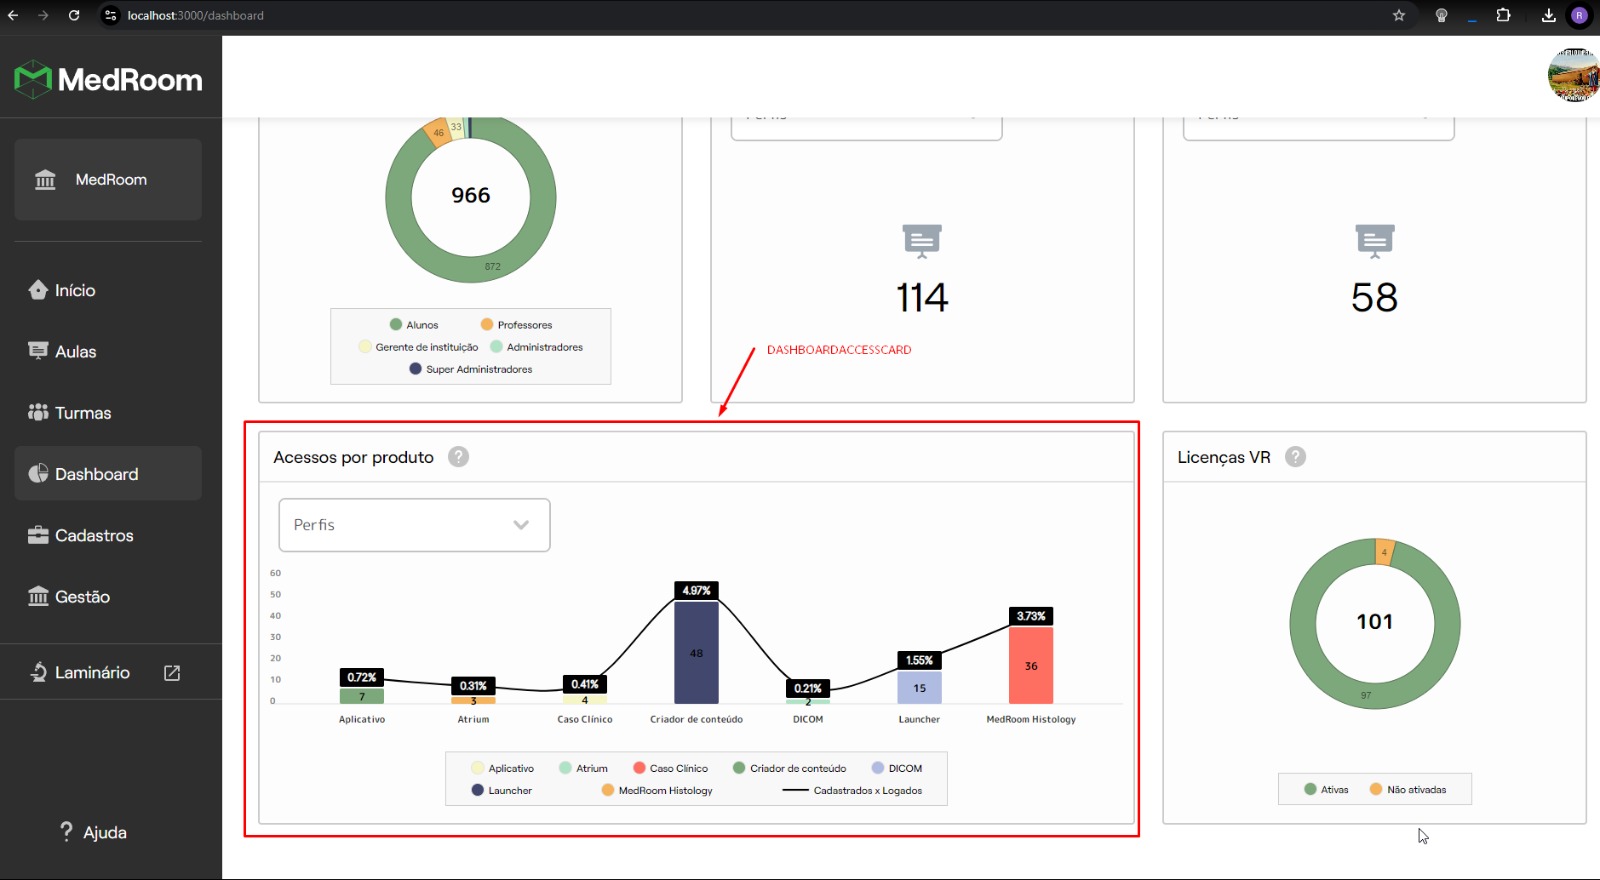 localhost:3000/dashboard
R
MedRoom
MedRoom
Início
Aulas
Turmas
Dashboard
Cadastros
Gestão
Laminário
? Ajuda
46
33
966
872
Alunos
Professores
Gerente de instituição
Administradores
Super Administradores
114
58
DASHBOARDACCESSCARD
Acessos por produto ?
Perfis
60
50
40
30
20
10
0
0.72%
7
0.31%
3
0.41%
4
4.97%
48
0.21%
2
1.55%
15
3.73%
36
Aplicativo
Atrium
Caso Clínico
Criador de conteúdo
DICOM
Launcher
MedRoom Histology
Aplicativo
Atrium
Caso Clínico
Criador de conteúdo
DICOM
Launcher
MedRoom Histology
Cadastrados x Logados
Licenças VR ?
4
101
97
Ativas
Não ativadas